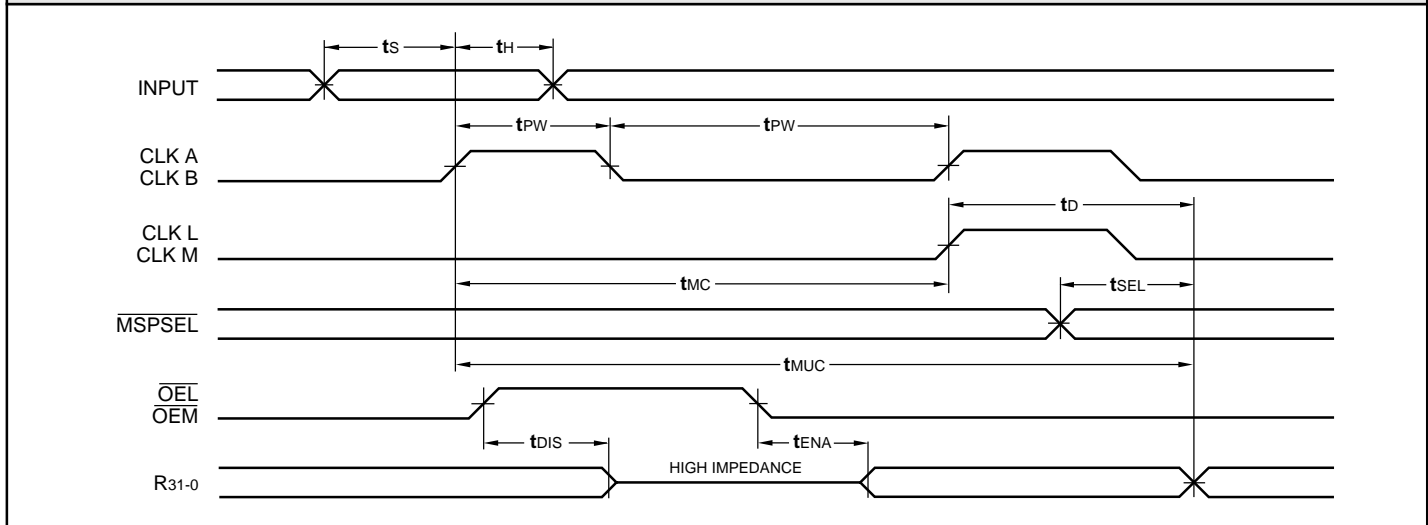 tS tH
INPUT
tPW tPW
CLK A
CLK B
tD
CLK L
CLK M
tMC tSEL
MSPSEL
tMUC
OEL
OEM
tDIS tENA
HIGH IMPEDANCE
R31-0